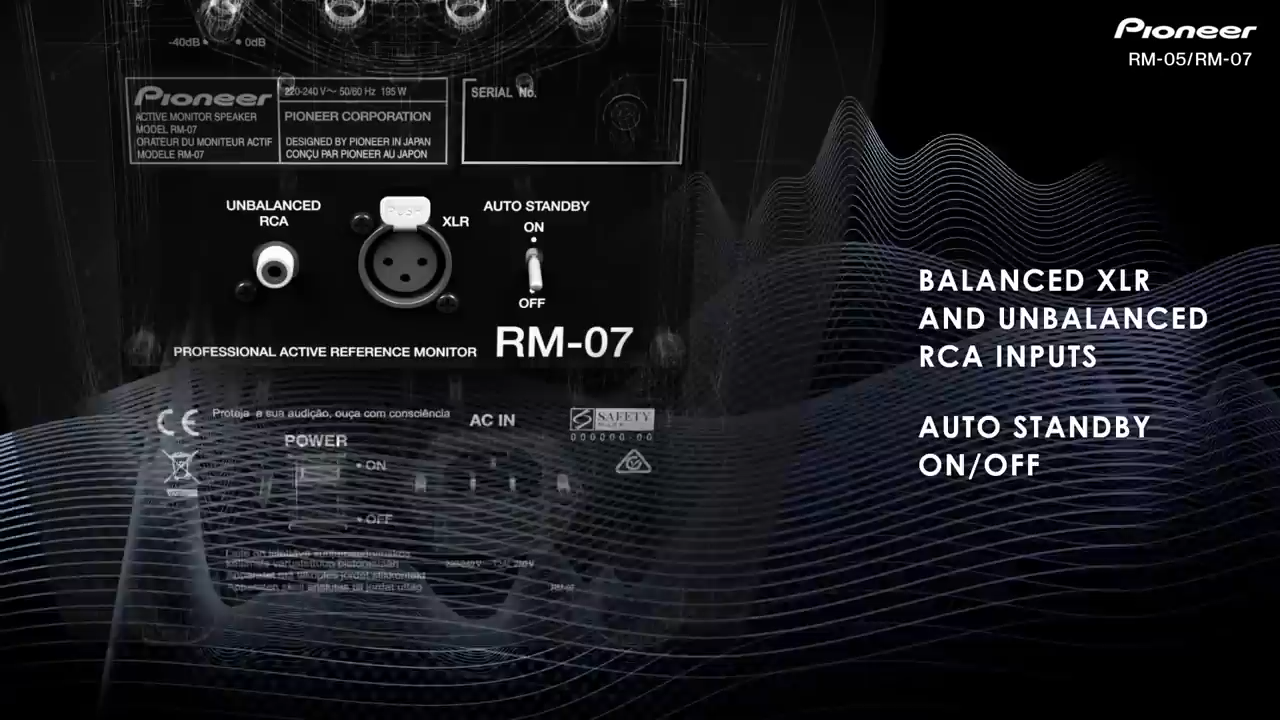 Pioneer
RM-05/RM-07
-40dB • • 0dB
Pioneer
ACTIVE MONITOR SPEAKER
MODEL RM-07
ORATEUR DU MONITEUR ACTIF
MODELE RM-07
220-240 V~ 50/60 Hz 195 W
PIONEER CORPORATION
DESIGNED BY PIONEER IN JAPAN
CONÇU PAR PIONEER AU JAPON
SERIAL No.
UNBALANCED
RCA
PUSH
XLR
AUTO STANDBY
ON
OFF
PROFESSIONAL ACTIVE REFERENCE MONITOR RM-07
BALANCED XLR
AND UNBALANCED
RCA INPUTS
AUTO STANDBY
ON/OFF
CE
Proteja a sua audição, ouça com consciência
POWER
• ON
• OFF
AC IN
SAFETY
000000-00